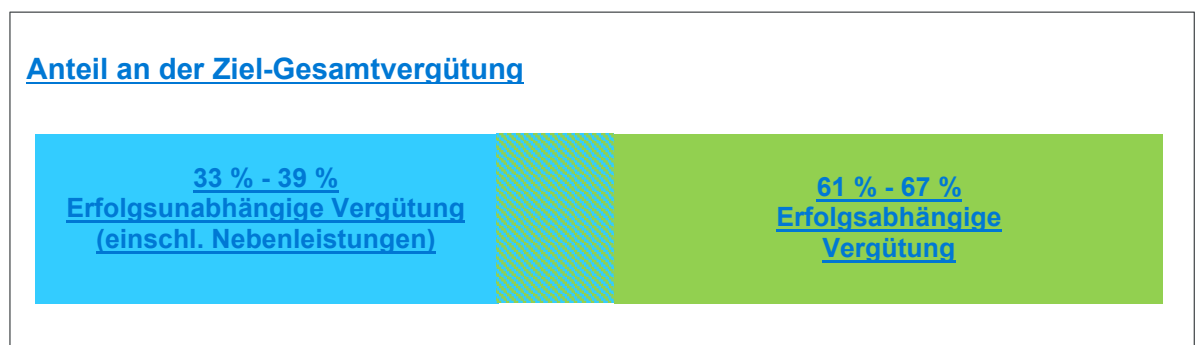 Anteil an der Ziel-Gesamtvergütung
33 % - 39 %
Erfolgsunabhängige Vergütung
(einschl. Nebenleistungen)
61 % - 67 %
Erfolgsabhängige
Vergütung